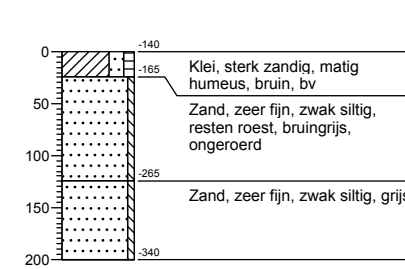 0
50
100
150
200
-140
-165
-265
-340
Klei, sterk zandig, matig
humeus, bruin, bv
Zand, zeer fijn, zwak siltig,
resten roest, bruingrijs,
ongeroerd
Zand, zeer fijn, zwak siltig, grijs